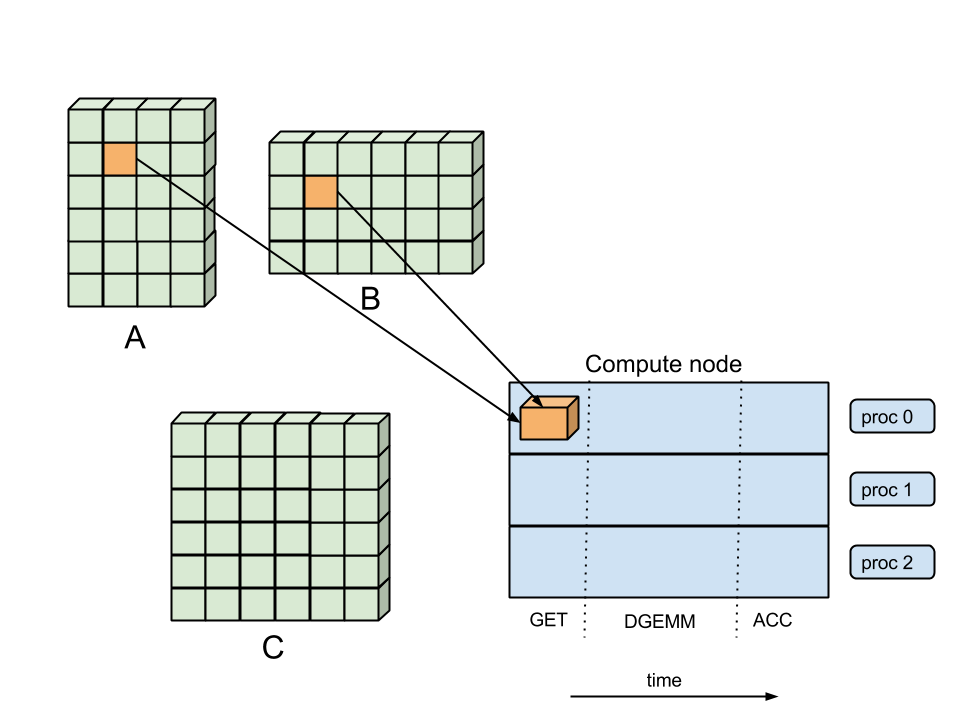 A
B
C
Compute node
proc 0
proc 1
proc 2
GET
DGEMM
ACC
time